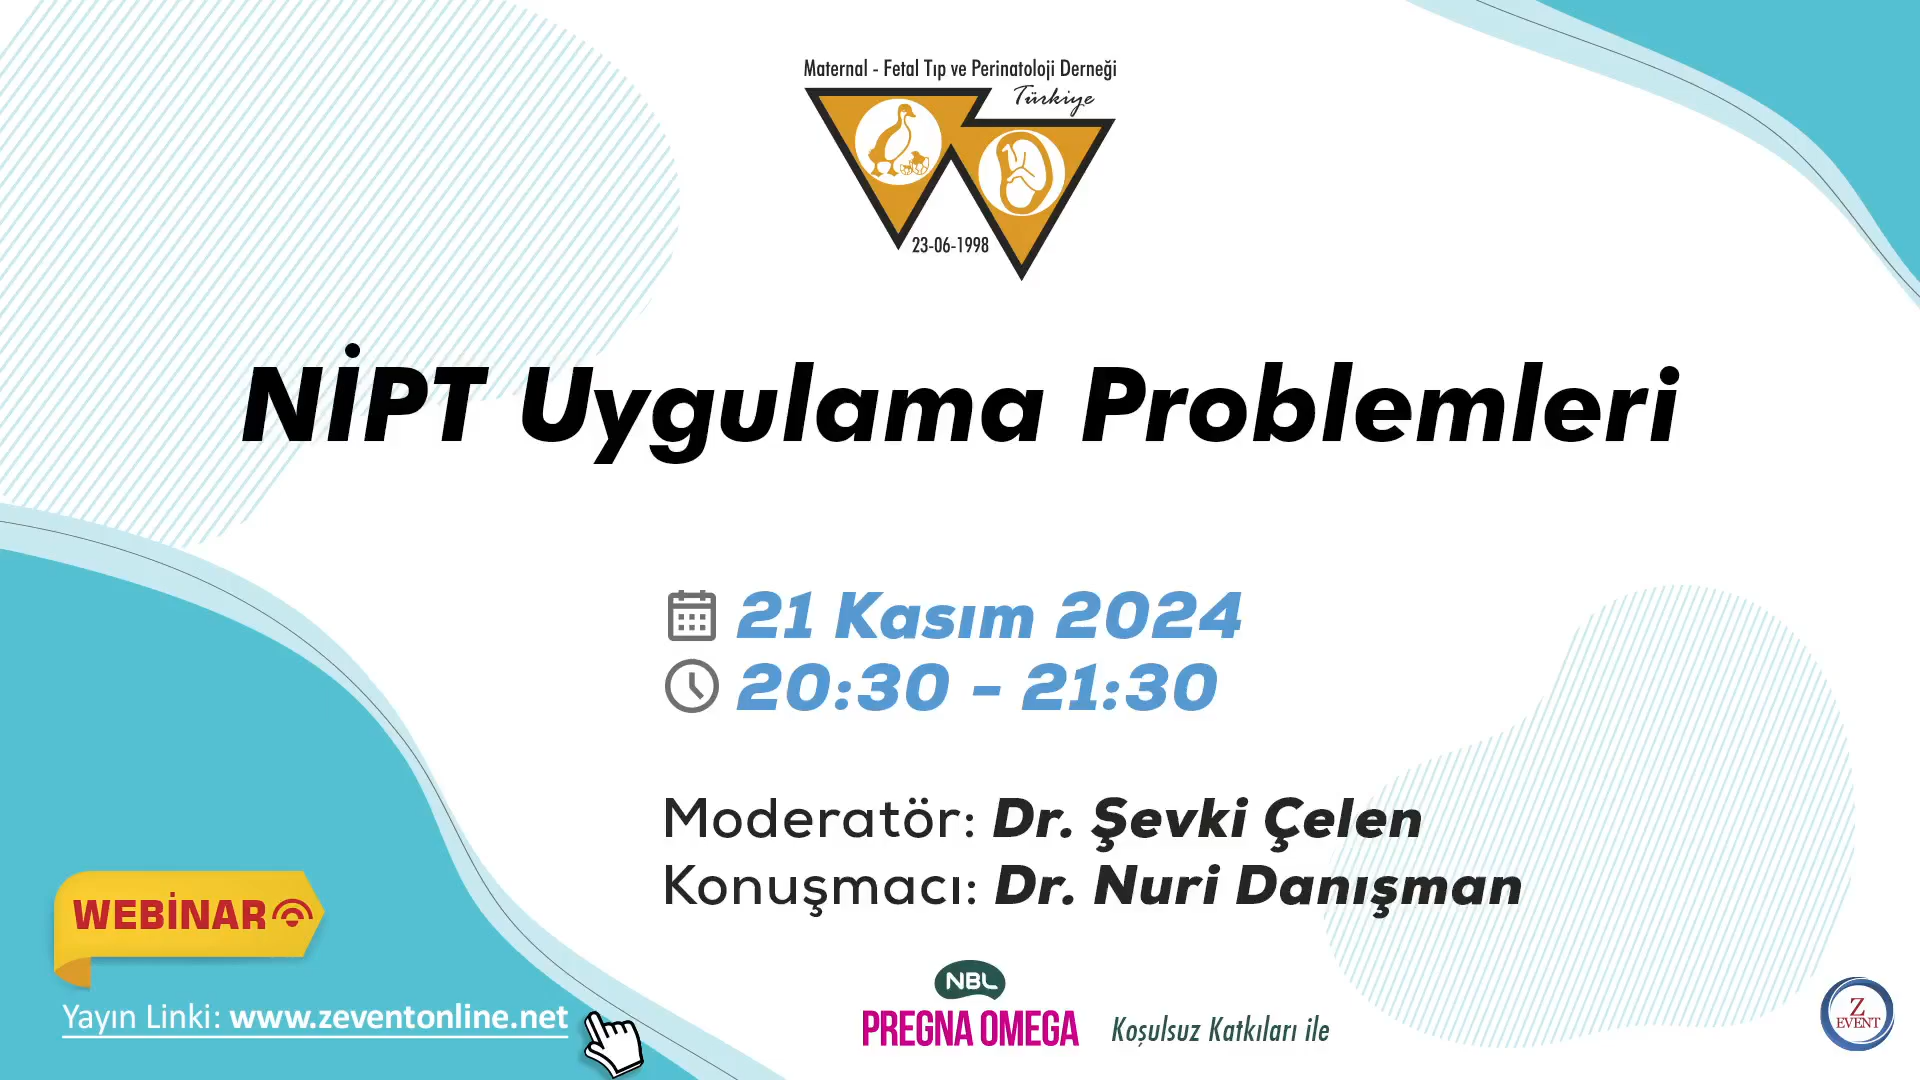 Maternal - Fetal Tıp ve Perinatoloji Derneği
Türkiye
23-06-1998
NİPT Uygulama Problemleri
21 Kasım 2024
20:30 - 21:30
Moderatör: Dr. Şevki Çelen
Konuşmacı: Dr. Nuri Danışman
WEBİNAR
Yayın Linki: www.zeventonline.net
NBL
PREGNA OMEGA
Koşulsuz Katkıları ile
Z
EVENT